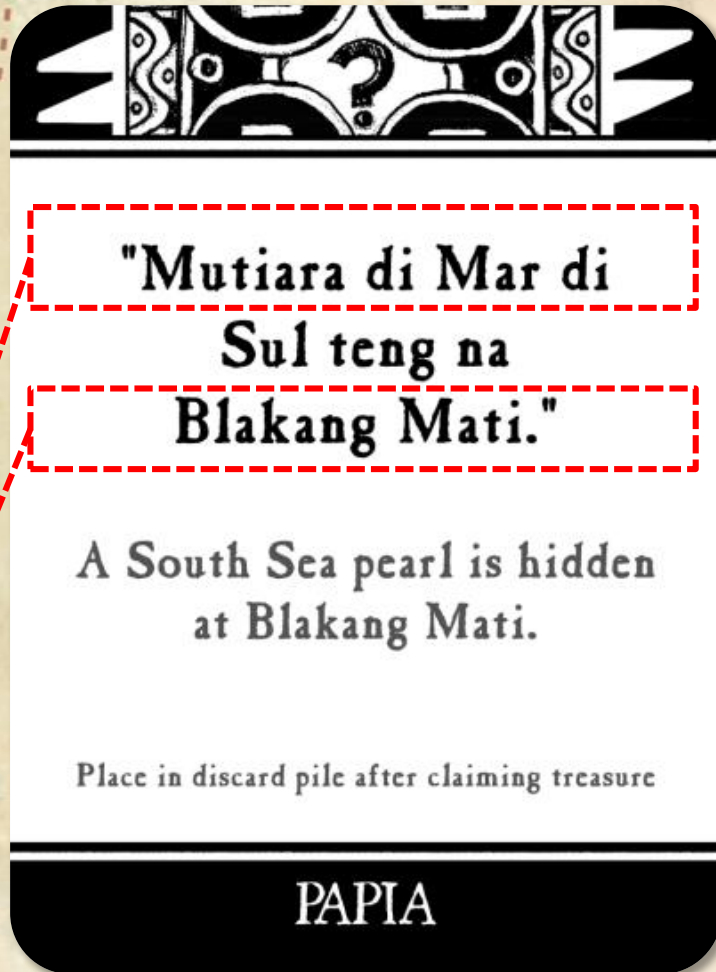 ?
"Mutiara di Mar di
Sul teng na
Blakang Mati."
A South Sea pearl is hidden
at Blakang Mati.
Place in discard pile after claiming treasure
PAPIA